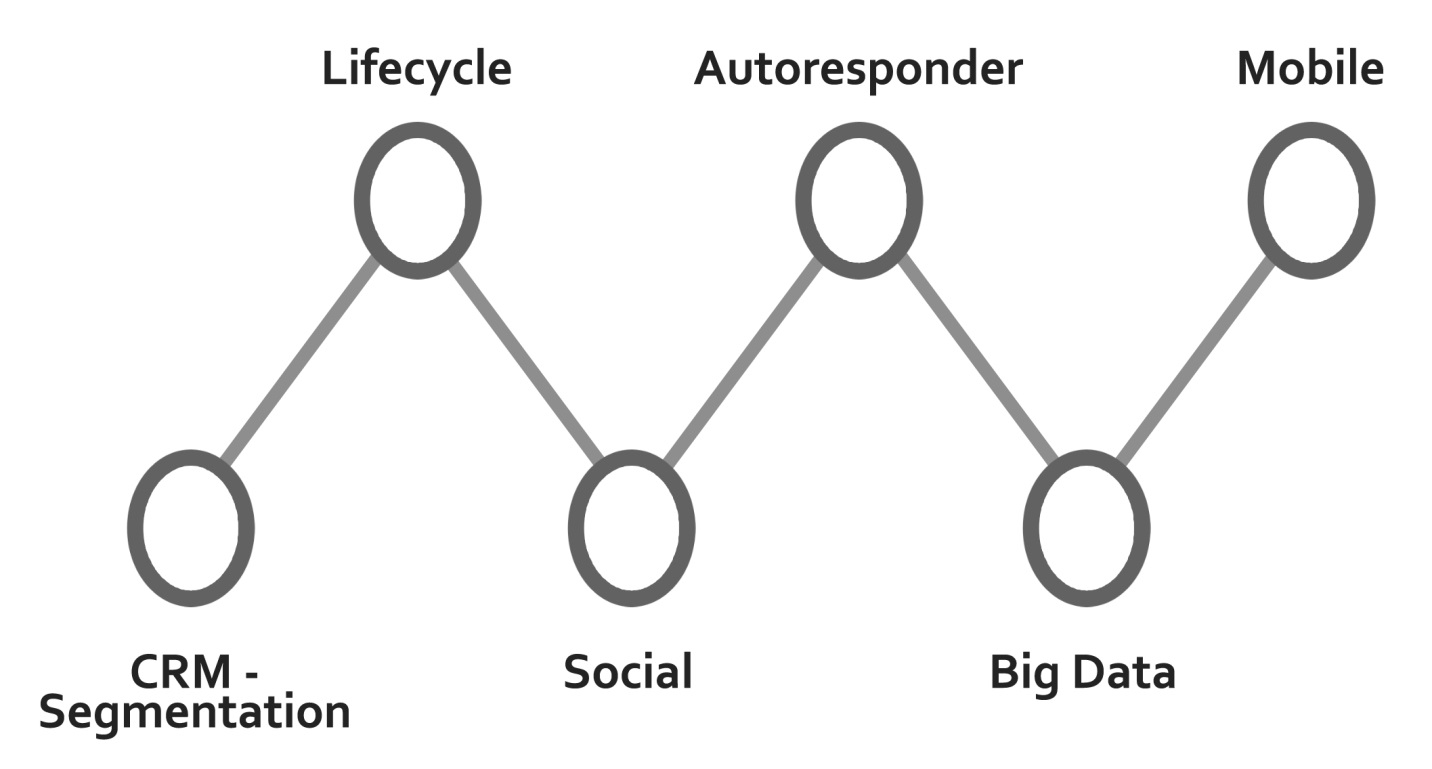 Lifecycle
Autoresponder
Mobile
CRM -
Segmentation
Social
Big Data